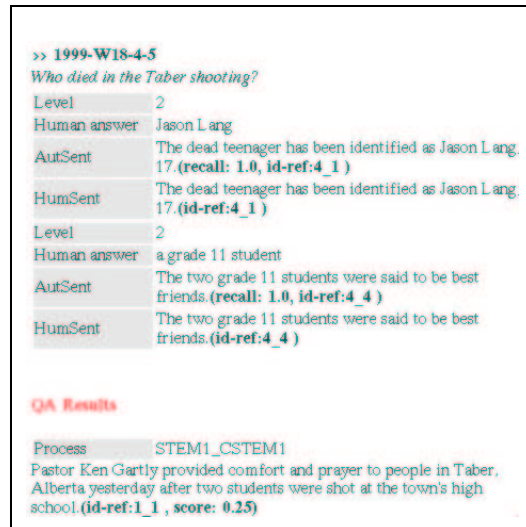 >> 1999-W18-4-5
Who died in the Taber shooting?
Level 2
Human answer Jason Lang
AutSent The dead teenager has been identified as Jason Lang,
17.(recall: 1.0, id-ref:4_1 )
HumSent The dead teenager has been identified as Jason Lang,
17.(id-ref:4_1 )
Level 2
Human answer a grade 11 student
AutSent The two grade 11 students were said to be best
friends.(recall: 1.0, id-ref:4_4 )
HumSent The two grade 11 students were said to be best
friends.(id-ref:4_4 )
QA Results
Process STEM1_CSTEM1
Pastor Ken Gartly provided comfort and prayer to people in Taber,
Alberta yesterday after two students were shot at the town's high
school.(id-ref:1_1 , score: 0.25)